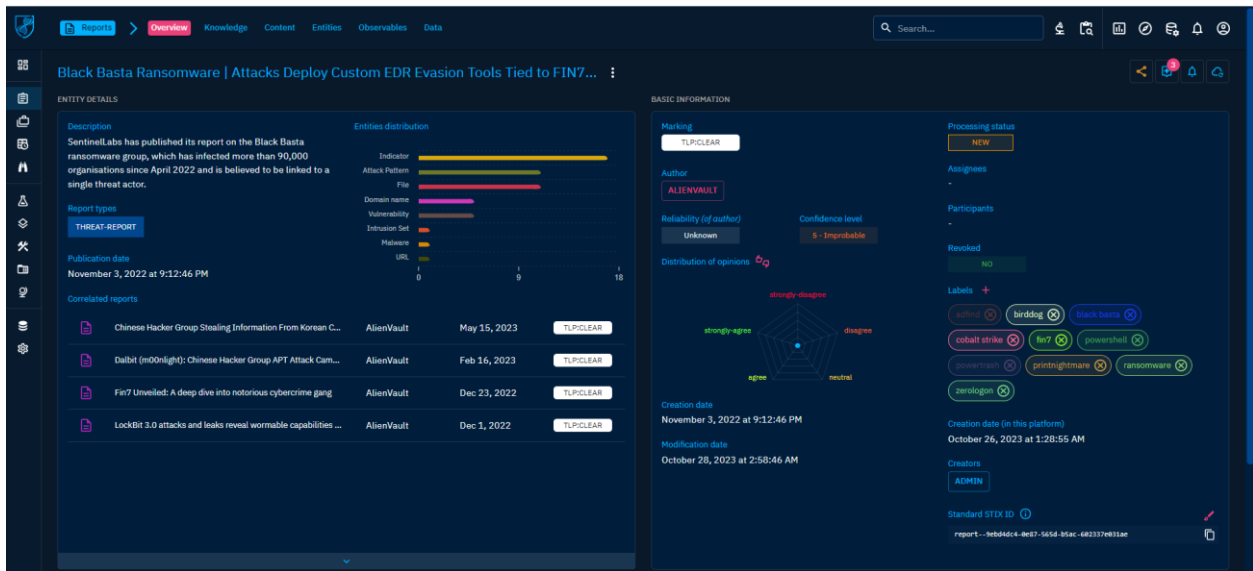 Reports
Overview
Knowledge
Content
Entities
Observables
Data
Search...
Black Basta Ransomware | Attacks Deploy Custom EDR Evasion Tools Tied to FIN7...
3
ENTITY DETAILS
Description
SentinelLabs has published its report on the Black Basta
ransomware group, which has infected more than 90,000
organisations since April 2022 and is believed to be linked to a
single threat actor.
Report types
THREAT-REPORT
Publication date
November 3, 2022 at 9:12:46 PM
Entities distribution
Indicator
Attack Pattern
File
Domain name
Vulnerability
Intrusion Set
Malware
URL
0 9 18
Correlated reports
Chinese Hacker Group Stealing Information From Korean C... AlienVault May 15, 2023 TLP:CLEAR
Dalbit (m00nlight): Chinese Hacker Group APT Attack Cam... AlienVault Feb 16, 2023 TLP:CLEAR
Fin7 Unveiled: A deep dive into notorious cybercrime gang AlienVault Dec 23, 2022 TLP:CLEAR
LockBit 3.0 attacks and leaks reveal wormable capabilities ... AlienVault Dec 1, 2022 TLP:CLEAR
BASIC INFORMATION
Marking
TLP:CLEAR
Author
ALIENVAULT
Reliability (of author)
Unknown
Confidence level
5 - Improbable
Distribution of opinions
strongly-disagree
strongly-agree
disagree
agree
neutral
Creation date
November 3, 2022 at 9:12:46 PM
Modification date
October 28, 2023 at 2:58:46 AM
Processing status
NEW
Assignees
-
Participants
-
Revoked
NO
Labels
adfind birddog black basta
cobalt strike fin7 powershell
powertrash printnightmare ransomware
zerologon
Creation date (in this platform)
October 26, 2023 at 1:28:55 AM
Creators
ADMIN
Standard STIX ID
report--9ebd4dc4-0e87-565d-b5ac-602337e031ae